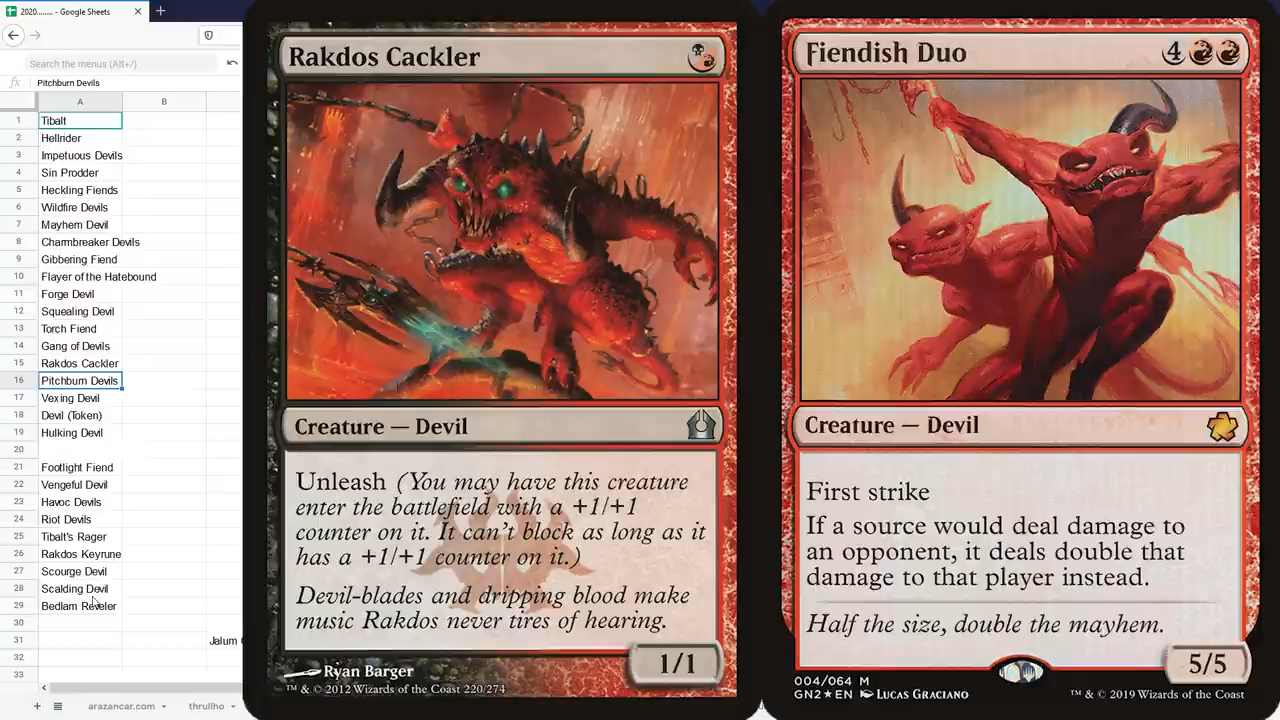 2020........ - Google Sheets
Search the menus (Alt+/)
fx Pitchburn Devils
A B
1 Tibalt
2 Hellrider
3 Impetuous Devils
4 Sin Prodder
5 Heckling Fiends
6 Wildfire Devils
7 Mayhem Devil
8 Charmbreaker Devils
9 Gibbering Fiend
10 Flayer of the Hatebound
11 Forge Devil
12 Squealing Devil
13 Torch Fiend
14 Gang of Devils
15 Rakdos Cackler
16 Pitchburn Devils
17 Vexing Devil
18 Devil (Token)
19 Hulking Devil
20
21 Footlight Fiend
22 Vengeful Devil
23 Havoc Devils
24 Riot Devils
25 Tibalt's Rager
26 Rakdos Keyrune
27 Scourge Devil
28 Scalding Devil
29 Bedlam Reveler
30
31 Jalum
32
33
arazancar.com thrullho
Rakdos Cackler
Creature — Devil
Unleash (You may have this creature
enter the battlefield with a +1/+1
counter on it. It can't block as long as it
has a +1/+1 counter on it.)
Devil-blades and dripping blood make
music Rakdos never tires of hearing.
1/1
Ryan Barger
™ & © 2012 Wizards of the Coast 220/274
Fiendish Duo 4
Creature — Devil
First strike
If a source would deal damage to
an opponent, it deals double that
damage to that player instead.
Half the size, double the mayhem.
5/5
004/064 M
GN2★EN Lucas Graciano
™ & © 2019 Wizards of the Coast